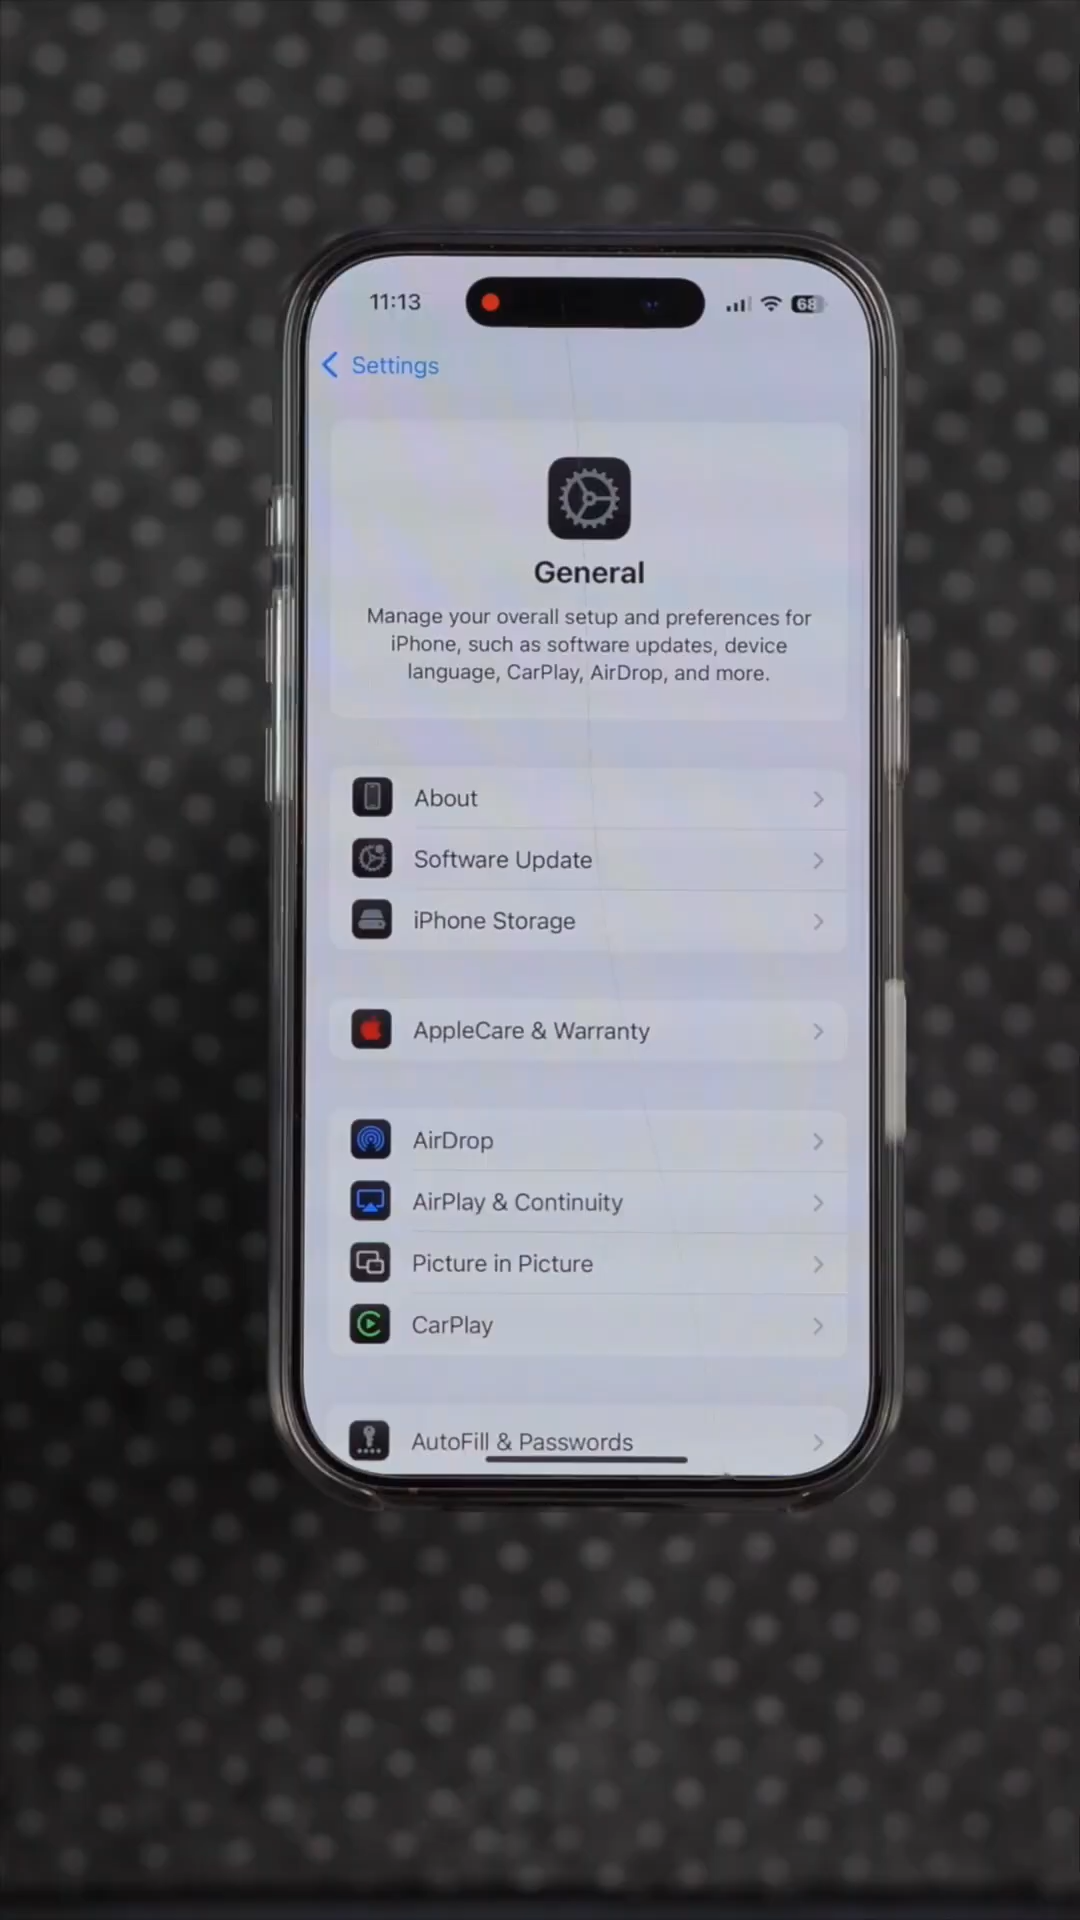 11:13
68
Settings
General
Manage your overall setup and preferences for
iPhone, such as software updates, device
language, CarPlay, AirDrop, and more.
About
Software Update
iPhone Storage
AppleCare & Warranty
AirDrop
AirPlay & Continuity
Picture in Picture
CarPlay
AutoFill & Passwords